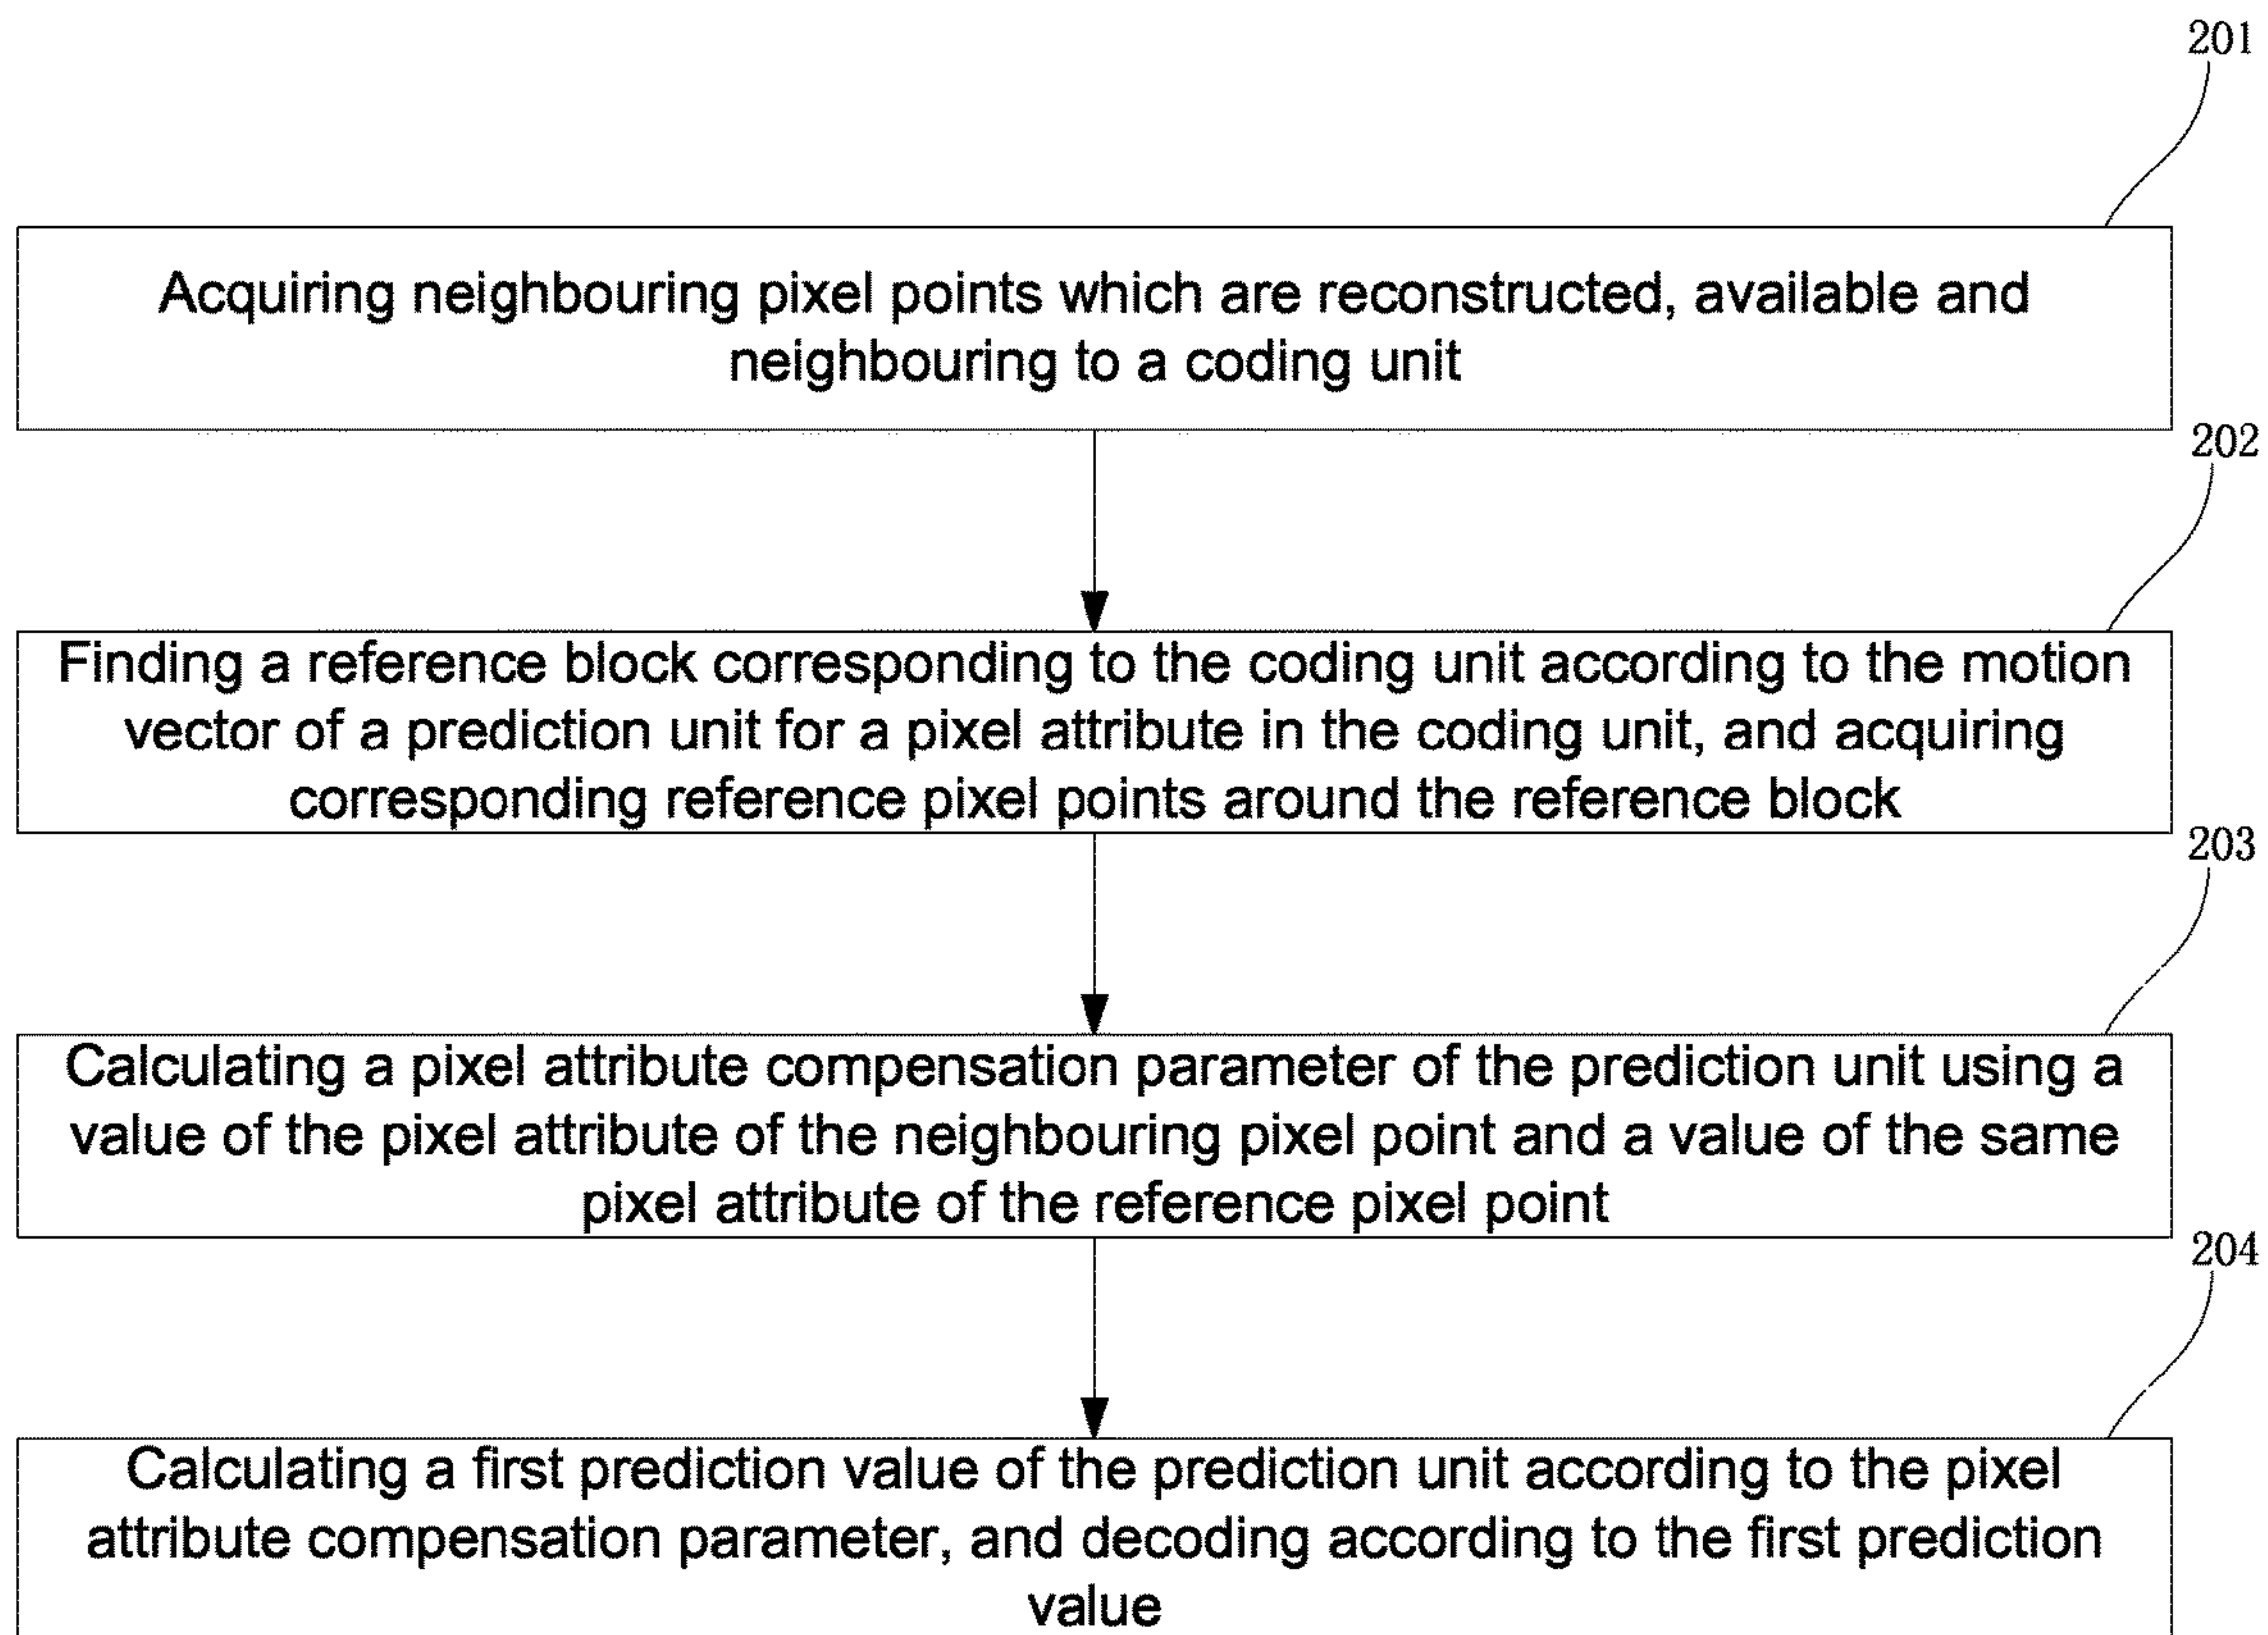 201
Acquiring neighbouring pixel points which are reconstructed, available and
neighbouring to a coding unit
202
Finding a reference block corresponding to the coding unit according to the motion
vector of a prediction unit for a pixel attribute in the coding unit, and acquiring
corresponding reference pixel points around the reference block
203
Calculating a pixel attribute compensation parameter of the prediction unit using a
value of the pixel attribute of the neighbouring pixel point and a value of the same
pixel attribute of the reference pixel point
204
Calculating a first prediction value of the prediction unit according to the pixel
attribute compensation parameter, and decoding according to the first prediction
value